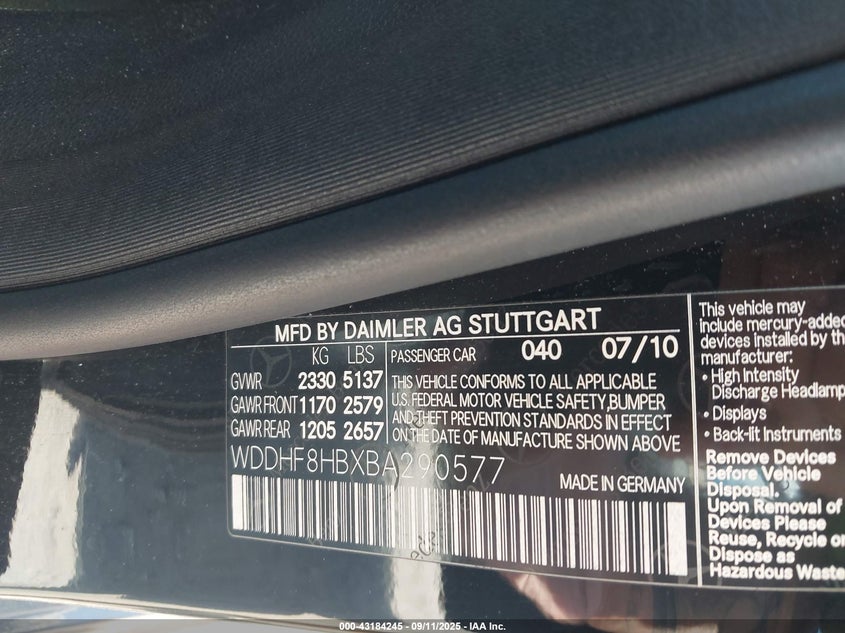 MFD BY DAIMLER AG STUTTGART
KG LBS
GVWR 2330 5137
GAWR FRONT 1170 2579
GAWR REAR 1205 2657
PASSENGER CAR 040 07/10
THIS VEHICLE CONFORMS TO ALL APPLICABLE
U.S. FEDERAL MOTOR VEHICLE SAFETY, BUMPER
AND THEFT PREVENTION STANDARDS IN EFFECT
ON THE DATE OF MANUFACTURE SHOWN ABOVE
WDDHF8HBXBA290577
MADE IN GERMANY
This vehicle may
include mercury-added
devices installed by the
manufacturer:
• High Intensity
Discharge Headlamp
• Displays
• Back-lit Instruments
Remove Devices
Before Vehicle
Disposal.
Upon Removal of
Devices Please
Reuse, Recycle or
Dispose as
Hazardous Waste
000-43184245 - 09/11/2025 - IAA Inc.